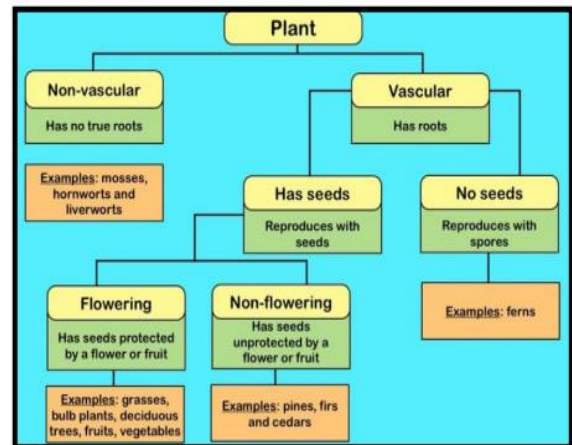 Plant
Non-vascular
Has no true roots
Examples: mosses,
hornworts and
liverworts
Vascular
Has roots
Has seeds
Reproduces with
seeds
No seeds
Reproduces with
spores
Examples: ferns
Flowering
Has seeds protected
by a flower or fruit
Examples: grasses,
bulb plants, deciduous
trees, fruits, vegetables
Non-flowering
Has seeds
unprotected by a
flower or fruit
Examples: pines, firs
and cedars